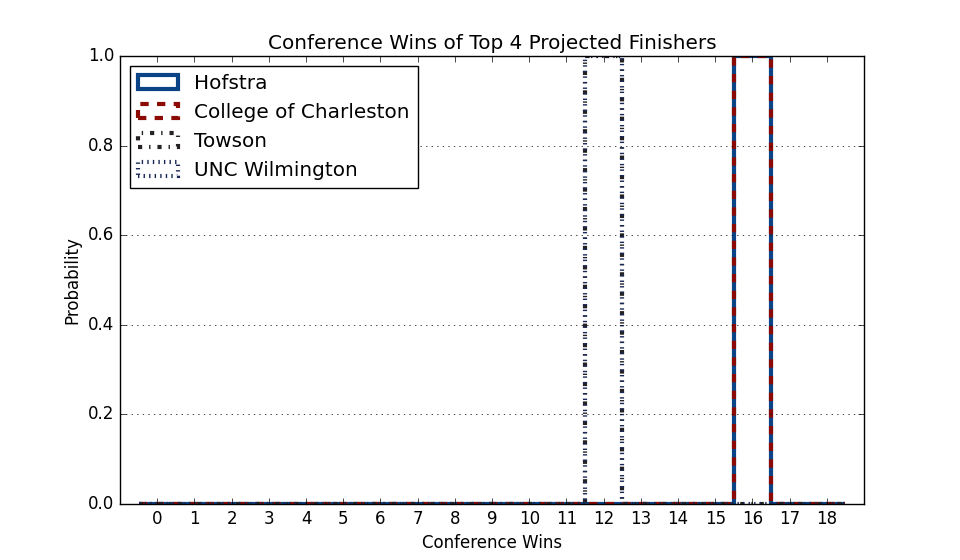 Conference Wins of Top 4 Projected Finishers
1.0
Hofstra
College of Charleston
Towson
UNC Wilmington
0.8
0.6
0.4
0.2
0.0
Probability
0 1 2 3 4 5 6 7 8 9 10 11 12 13 14 15 16 17 18
Conference Wins